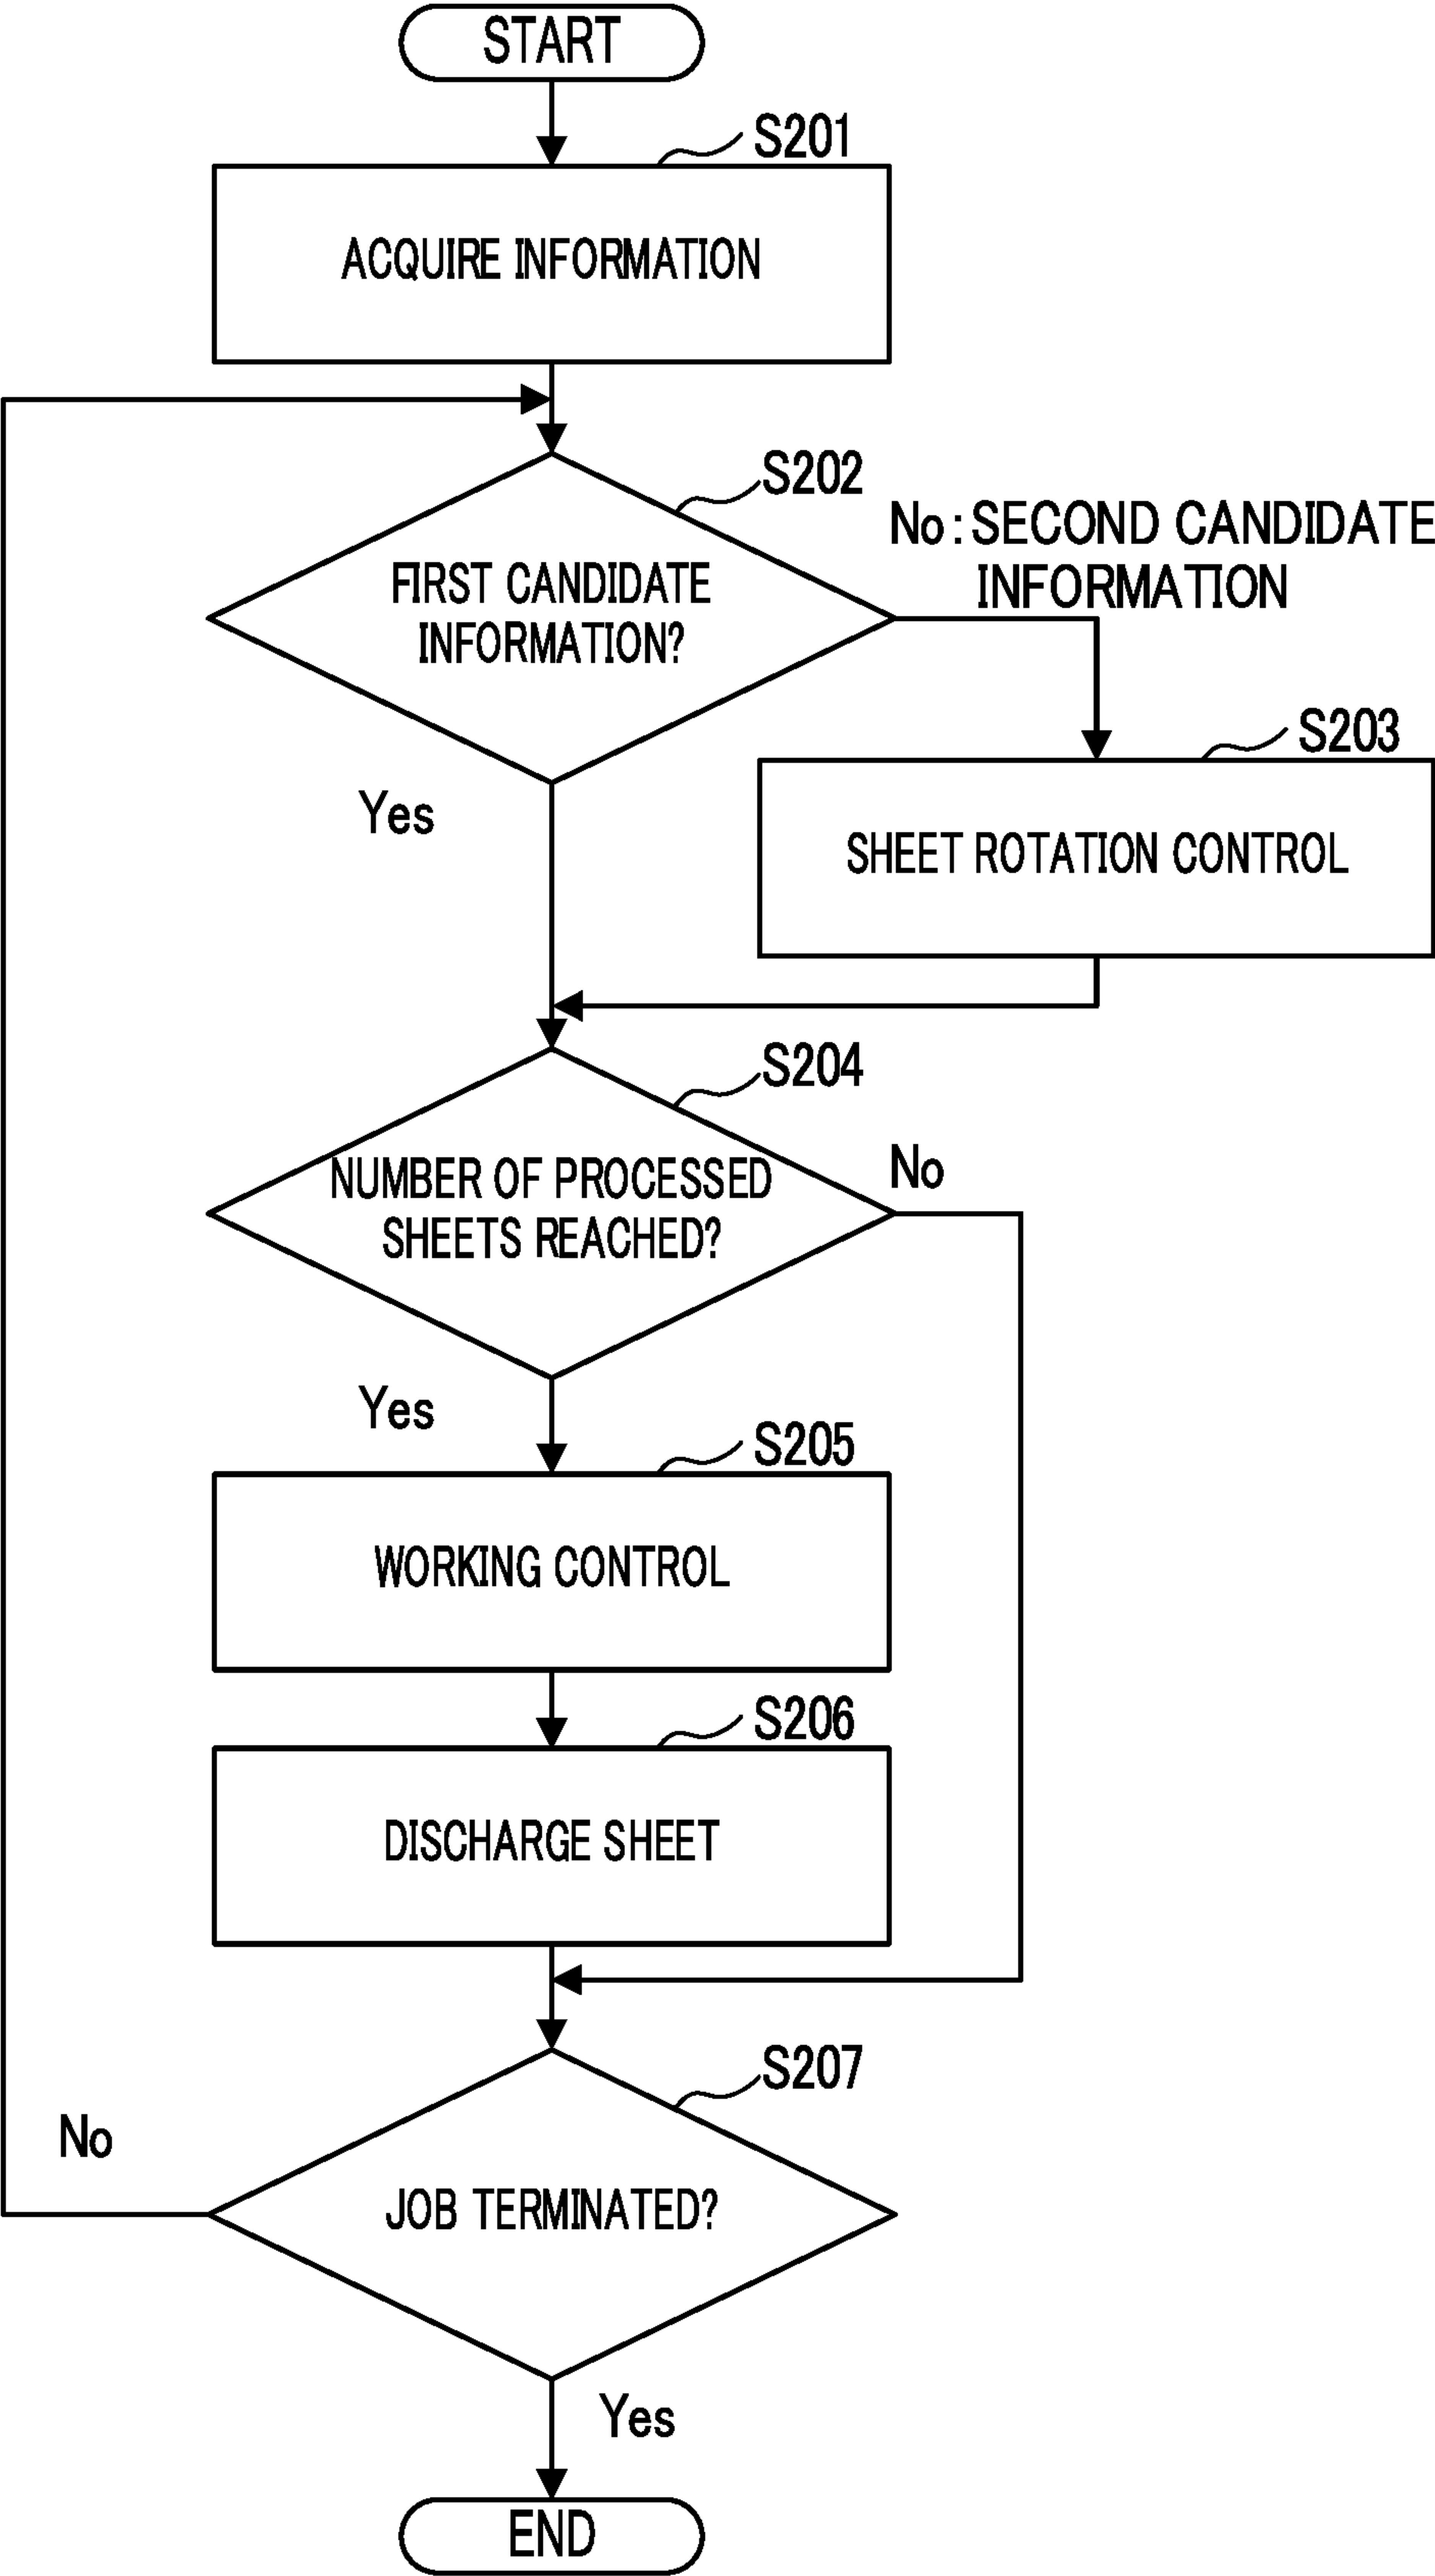 START
S201
ACQUIRE INFORMATION
S202
No:SECOND CANDIDATE
INFORMATION
FIRST CANDIDATE
INFORMATION?
Yes
S203
SHEET ROTATION CONTROL
S204
NUMBER OF PROCESSED
SHEETS REACHED?
No
Yes
S205
WORKING CONTROL
S206
DISCHARGE SHEET
S207
No
JOB TERMINATED?
Yes
END